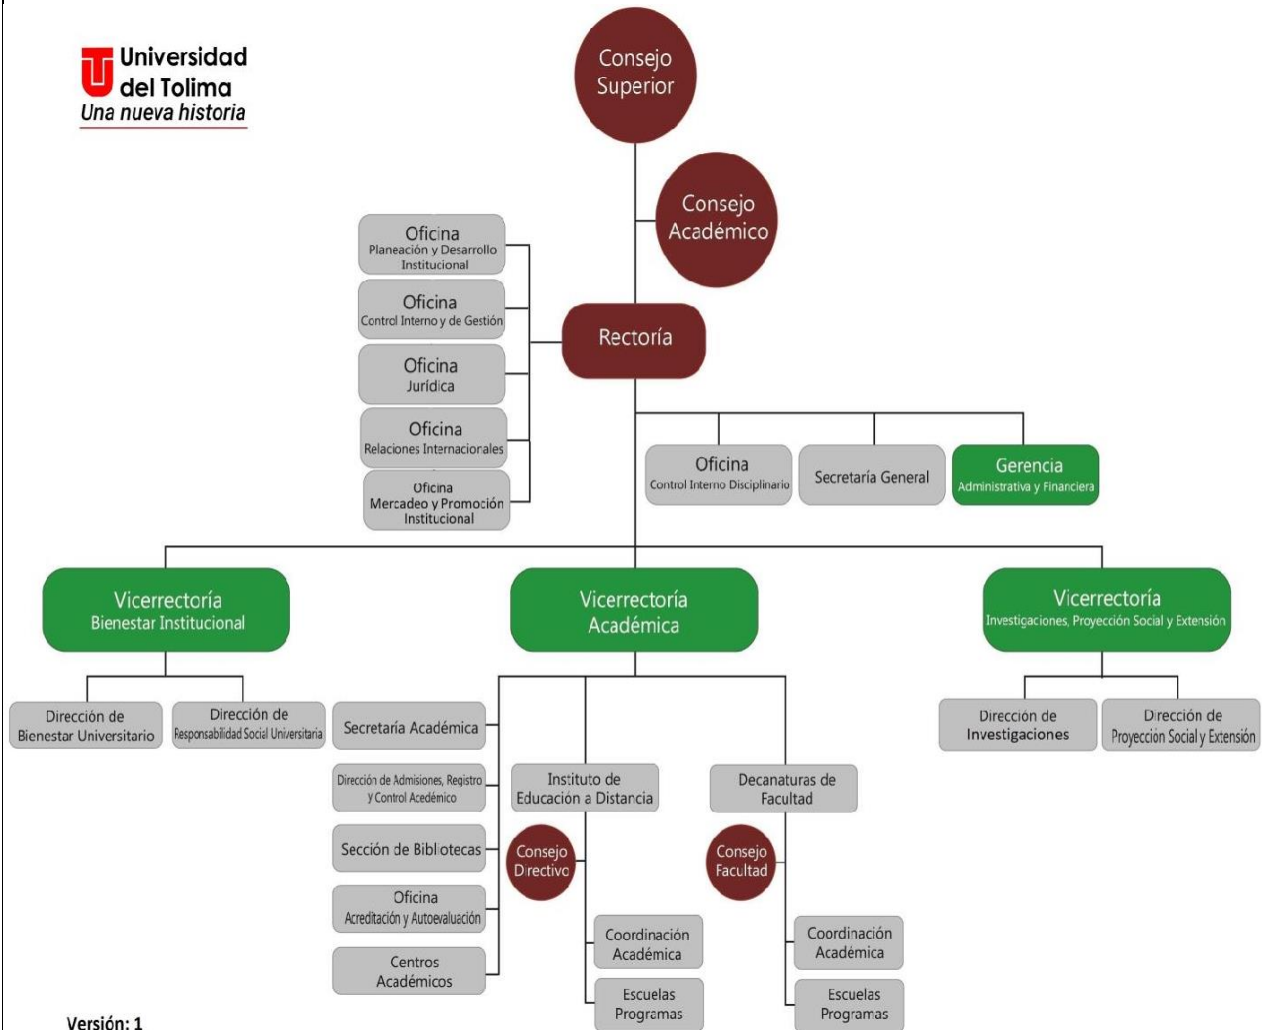 Universidad
del Tolima
Una nueva historia
Consejo
Superior
Consejo
Académico
Oficina
Planeación y Desarrollo
Institucional
Oficina
Control Interno y de Gestión
Oficina
Jurídica
Oficina
Relaciones Internacionales
Oficina
Mercadeo y Promoción
Institucional
Rectoría
Oficina
Control Interno Disciplinario
Secretaría General
Gerencia
Administrativa y Financiera
Vicerrectoría
Bienestar Institucional
Vicerrectoría
Académica
Vicerrectoría
Investigaciones, Proyección Social y Extensión
Dirección de
Bienestar Universitario
Dirección de
Responsabilidad Social Universitaria
Secretaría Académica
Dirección de Admisiones, Registro
y Control Acedémico
Sección de Bibliotecas
Oficina
Acreditación y Autoevaluación
Centros
Académicos
Instituto de
Educación a Distancia
Consejo
Directivo
Coordinación
Académica
Escuelas
Programas
Decanaturas de
Facultad
Consejo
Facultad
Coordinación
Académica
Escuelas
Programas
Dirección de
Investigaciones
Dirección de
Proyección Social y Extensión
Versión: 1